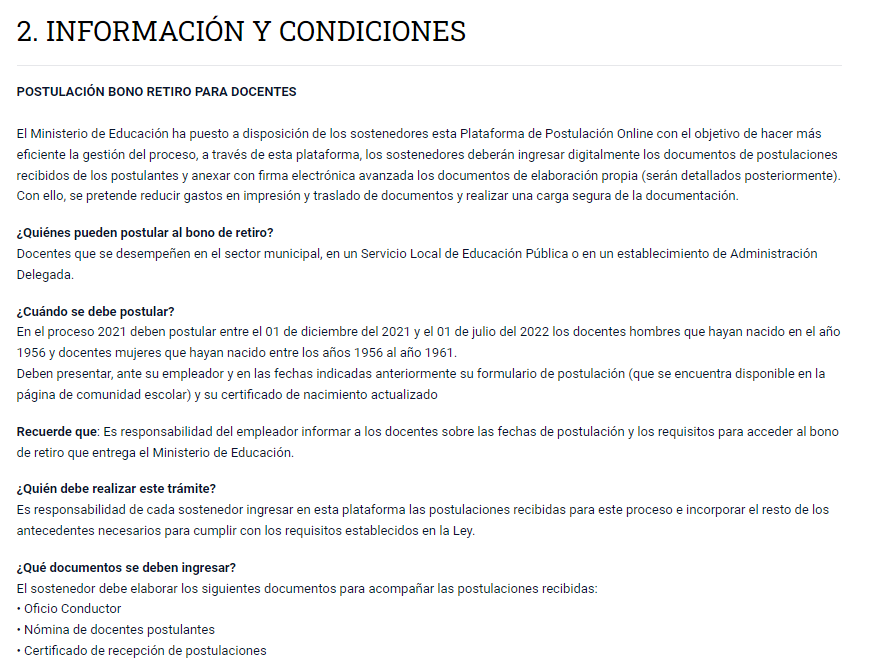 2. INFORMACIÓN Y CONDICIONES
POSTULACIÓN BONO RETIRO PARA DOCENTES
El Ministerio de Educación ha puesto a disposición de los sostenedores esta Plataforma de Postulación Online con el objetivo de hacer más
eficiente la gestión del proceso, a través de esta plataforma, los sostenedores deberán ingresar digitalmente los documentos de postulaciones
recibidos de los postulantes y anexar con firma electrónica avanzada los documentos de elaboración propia (serán detallados posteriormente).
Con ello, se pretende reducir gastos en impresión y traslado de documentos y realizar una carga segura de la documentación.
¿Quiénes pueden postular al bono de retiro?
Docentes que se desempeñen en el sector municipal, en un Servicio Local de Educación Pública o en un establecimiento de Administración
Delegada.
¿Cuándo se debe postular?
En el proceso 2021 deben postular entre el 01 de diciembre del 2021 y el 01 de julio del 2022 los docentes hombres que hayan nacido en el año
1956 y docentes mujeres que hayan nacido entre los años 1956 al año 1961.
Deben presentar, ante su empleador y en las fechas indicadas anteriormente su formulario de postulación (que se encuentra disponible en la
página de comunidad escolar) y su certificado de nacimiento actualizado
Recuerde que: Es responsabilidad del empleador informar a los docentes sobre las fechas de postulación y los requisitos para acceder al bono
de retiro que entrega el Ministerio de Educación.
¿Quién debe realizar este trámite?
Es responsabilidad de cada sostenedor ingresar en esta plataforma las postulaciones recibidas para este proceso e incorporar el resto de los
antecedentes necesarios para cumplir con los requisitos establecidos en la Ley.
¿Qué documentos se deben ingresar?
El sostenedor debe elaborar los siguientes documentos para acompañar las postulaciones recibidas:
• Oficio Conductor
• Nómina de docentes postulantes
• Certificado de recepción de postulaciones